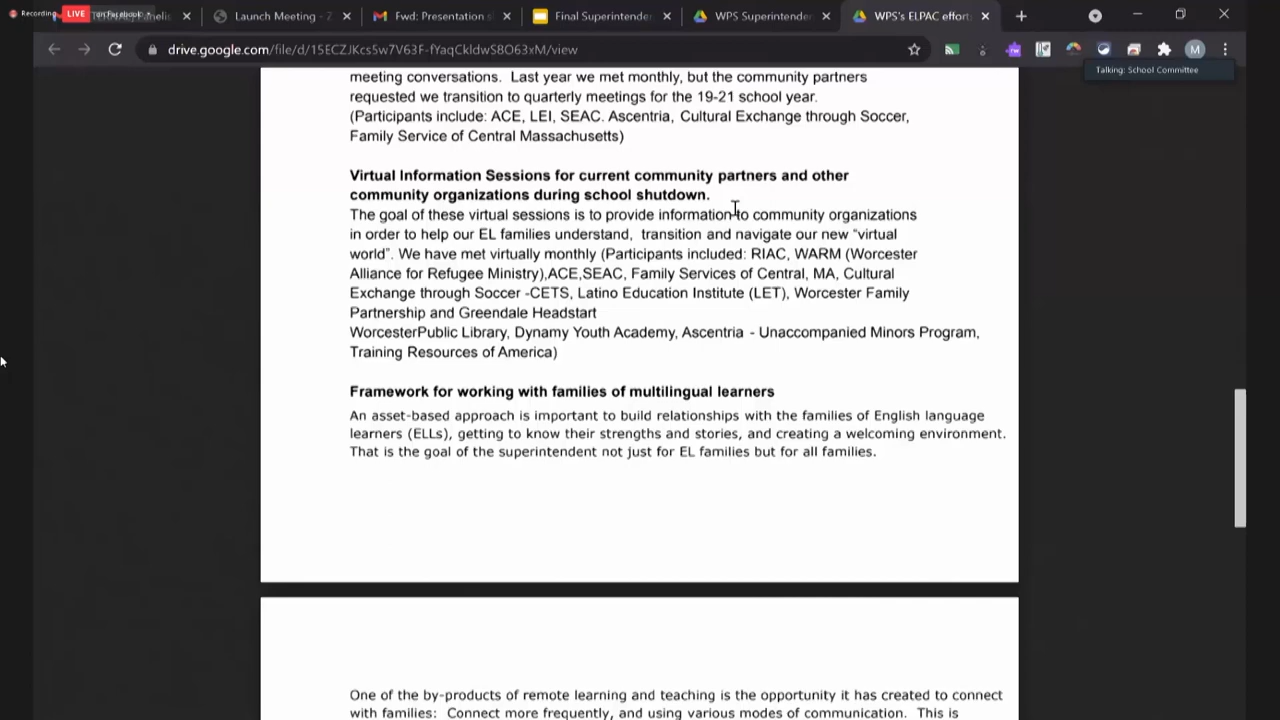 Recording
LIVE on Facebook
Launch Meeting - Z
Fwd: Presentation s
Final Superintender
WPS Superintender
WPS's ELPAC effort
drive.google.com/file/d/15ECZJKcs5w7V63F-fYaqCkldwS8O63xM/view
M
Talking: School Committee
meeting conversations. Last year we met monthly, but the community partners
requested we transition to quarterly meetings for the 19-21 school year.
(Participants include: ACE, LEI, SEAC. Ascentria, Cultural Exchange through Soccer,
Family Service of Central Massachusetts)
Virtual Information Sessions for current community partners and other
community organizations during school shutdown.
The goal of these virtual sessions is to provide information to community organizations
in order to help our EL families understand, transition and navigate our new "virtual
world". We have met virtually monthly (Participants included: RIAC, WARM (Worcester
Alliance for Refugee Ministry),ACE,SEAC, Family Services of Central, MA, Cultural
Exchange through Soccer -CETS, Latino Education Institute (LET), Worcester Family
Partnership and Greendale Headstart
WorcesterPublic Library, Dynamy Youth Academy, Ascentria - Unaccompanied Minors Program,
Training Resources of America)
Framework for working with families of multilingual learners
An asset-based approach is important to build relationships with the families of English language
learners (ELLs), getting to know their strengths and stories, and creating a welcoming environment.
That is the goal of the superintendent not just for EL families but for all families.
One of the by-products of remote learning and teaching is the opportunity it has created to connect
with families: Connect more frequently, and using various modes of communication. This is